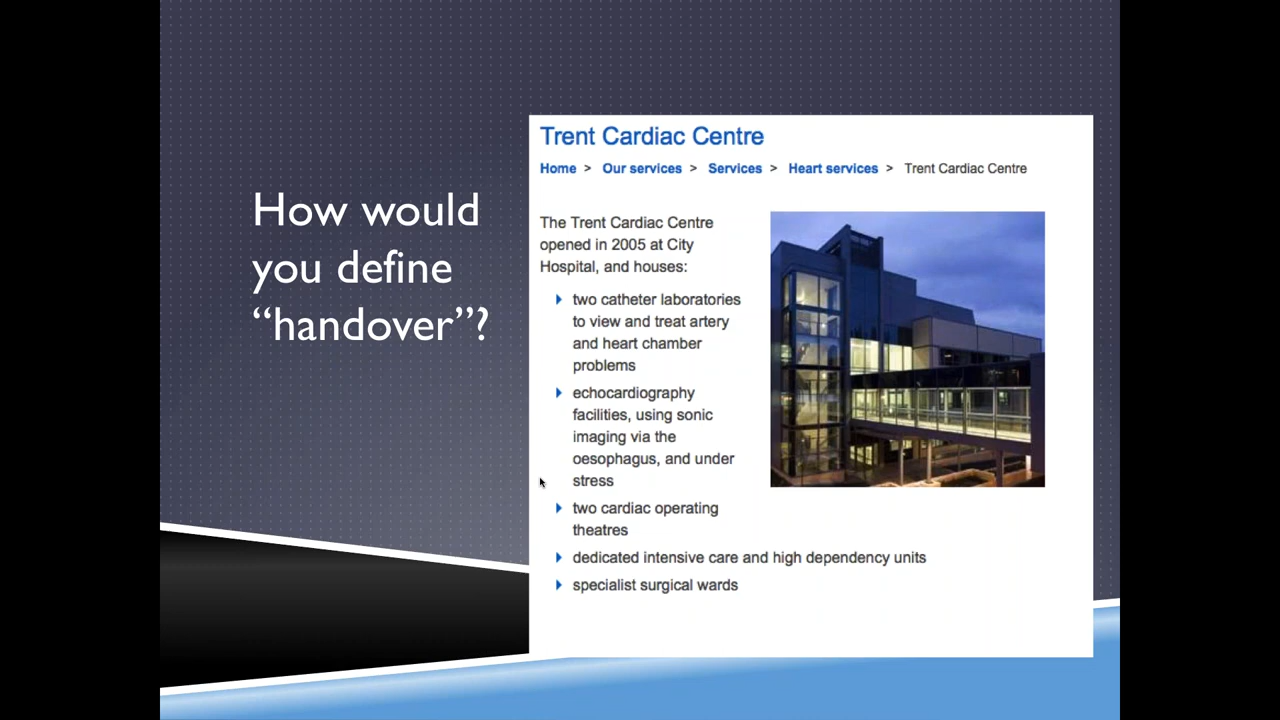 How would
you define
“handover”?
Trent Cardiac Centre
Home > Our services > Services > Heart services > Trent Cardiac Centre
The Trent Cardiac Centre
opened in 2005 at City
Hospital, and houses:
two catheter laboratories
to view and treat artery
and heart chamber
problems
echocardiography
facilities, using sonic
imaging via the
oesophagus, and under
stress
two cardiac operating
theatres
dedicated intensive care and high dependency units
specialist surgical wards